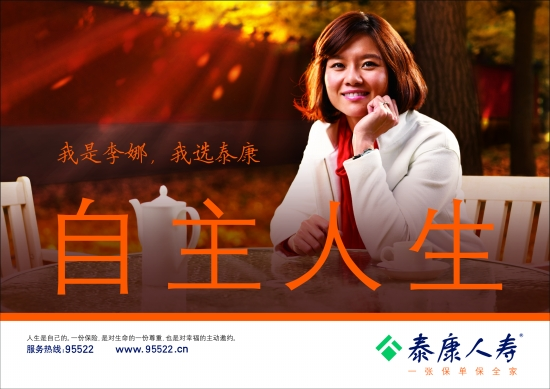 我是李娜，我选泰康
自主人生
人生是自己的，一份保险，是对生命的一份尊重，也是对幸福的主动邀约。
服务热线:95522 www.95522.cn
泰康人寿®
一张保单保全家